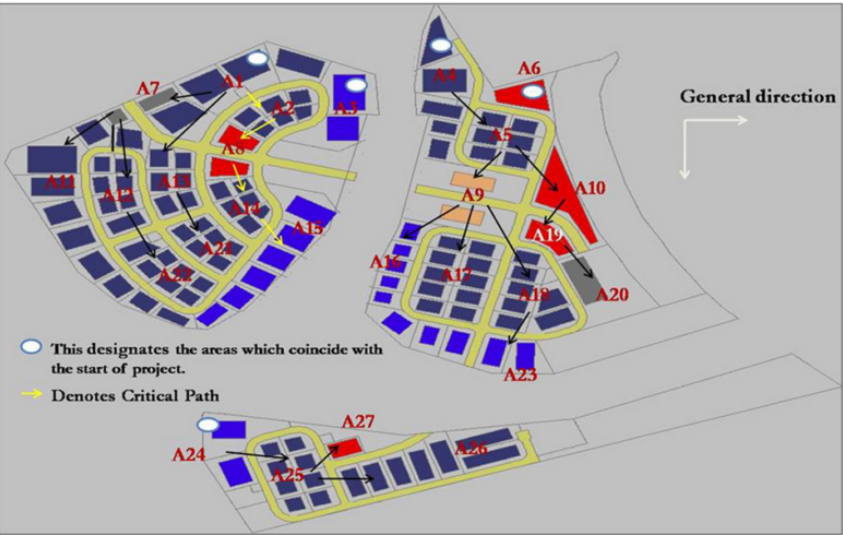 A6
A7
A1
A4
General direction
A2
A3
A5
A8
A11
A12
A13
A14
A9
A10
A15
A19
A21
A16
A17
A22
A18
A20
This designates the areas which coincide with
the start of project.
A23
Denotes Critical Path
A27
A24
A26
A25